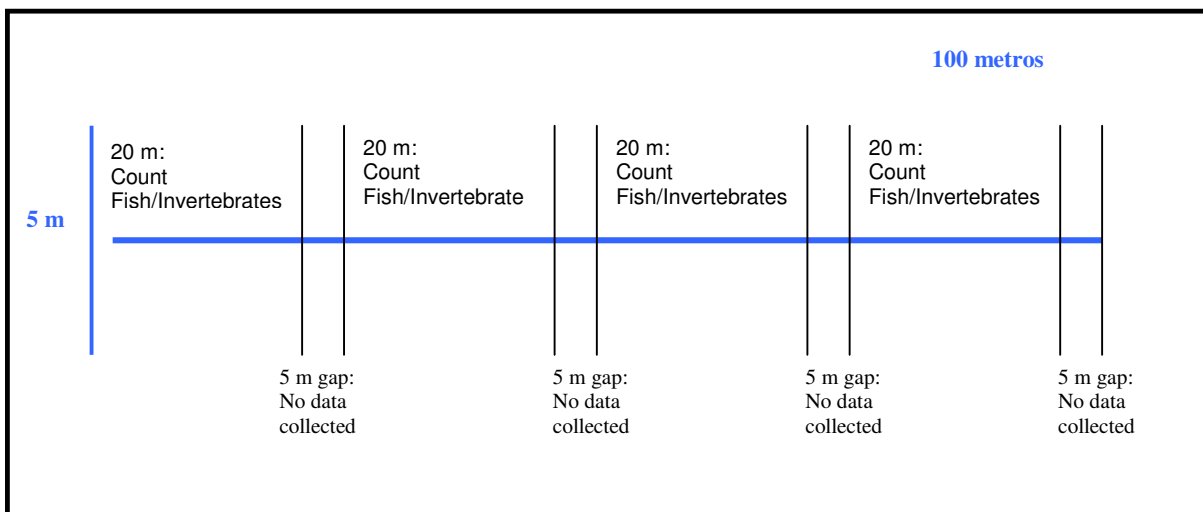 100 metros
20 m:
Count
Fish/Invertebrates
20 m:
Count
Fish/Invertebrate
20 m:
Count
Fish/Invertebrates
20 m:
Count
Fish/Invertebrates
5 m
5 m gap:
No data
collected
5 m gap:
No data
collected
5 m gap:
No data
collected
5 m gap:
No data
collected